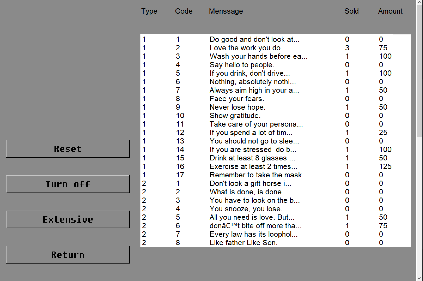 Type Code Menssage Sold Amount
1 1 Do good and don't look at... 0 0
1 2 Love the work you do 3 75
1 3 Wash your hands before ea... 1 100
1 4 Say hello to people. 0 0
1 5 If you drink, don't drive... 1 100
1 6 Nothing, absolutely nothi... 0 0
1 7 Always aim high in your a... 1 50
1 8 Face your fears. 0 0
1 9 Never lose hope. 1 50
1 10 Show gratitude. 0 0
1 11 Take care of your persona... 0 0
1 12 If you spend a lot of tim... 1 25
1 13 You should not go to slee... 0 0
1 14 If you are stressed, do b... 1 100
1 15 Drink at least 8 glasses ... 1 50
1 16 Exercise at least 2 times... 1 125
1 17 Remember to take the mask 0 0
2 1 Don't look a gift horse i... 0 0
2 2 What is done, is done 0 0
2 3 You have to look on the b... 0 0
2 4 You snooze, you lose 0 0
2 5 All you need is love. But... 1 50
2 6 donâ€™t bite off more tha... 1 75
2 7 Every law has its loophol... 0 0
2 8 Like father Like Son. 0 0
Reset
Turn off
Extensive
Return